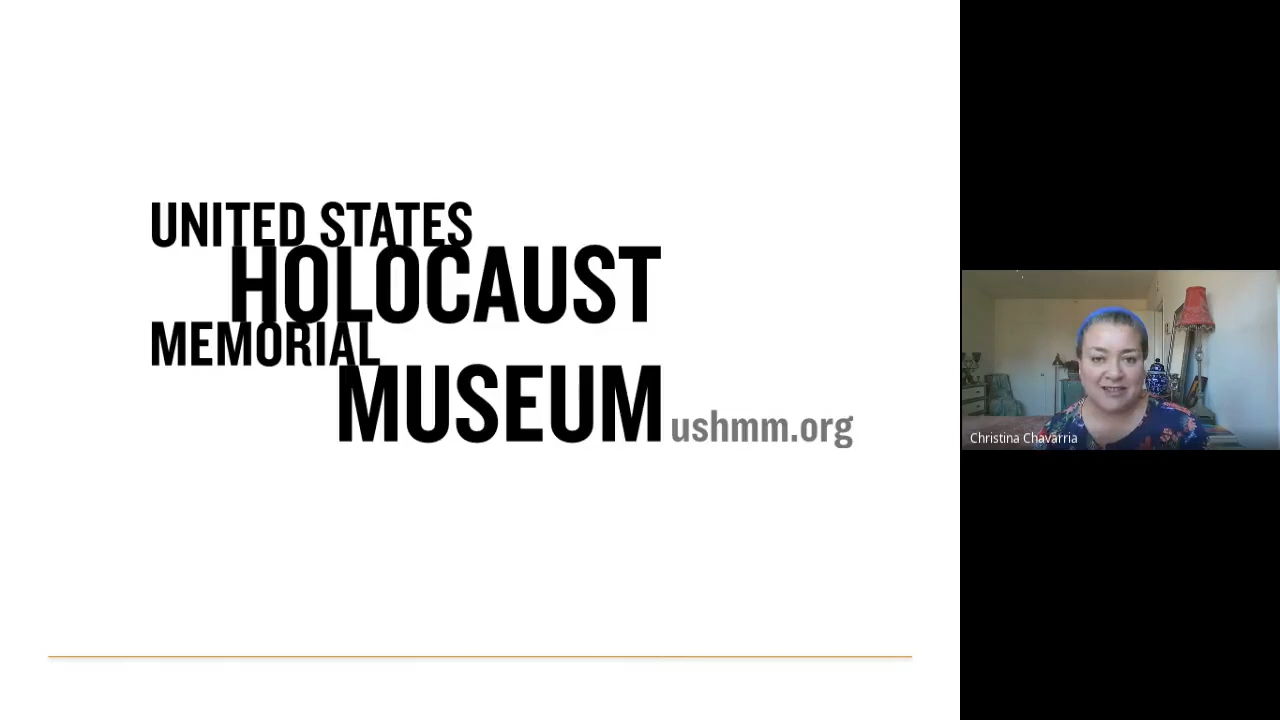 UNITED STATES
HOLOCAUST
MEMORIAL
MUSEUM ushmm.org
Christina Chavarria